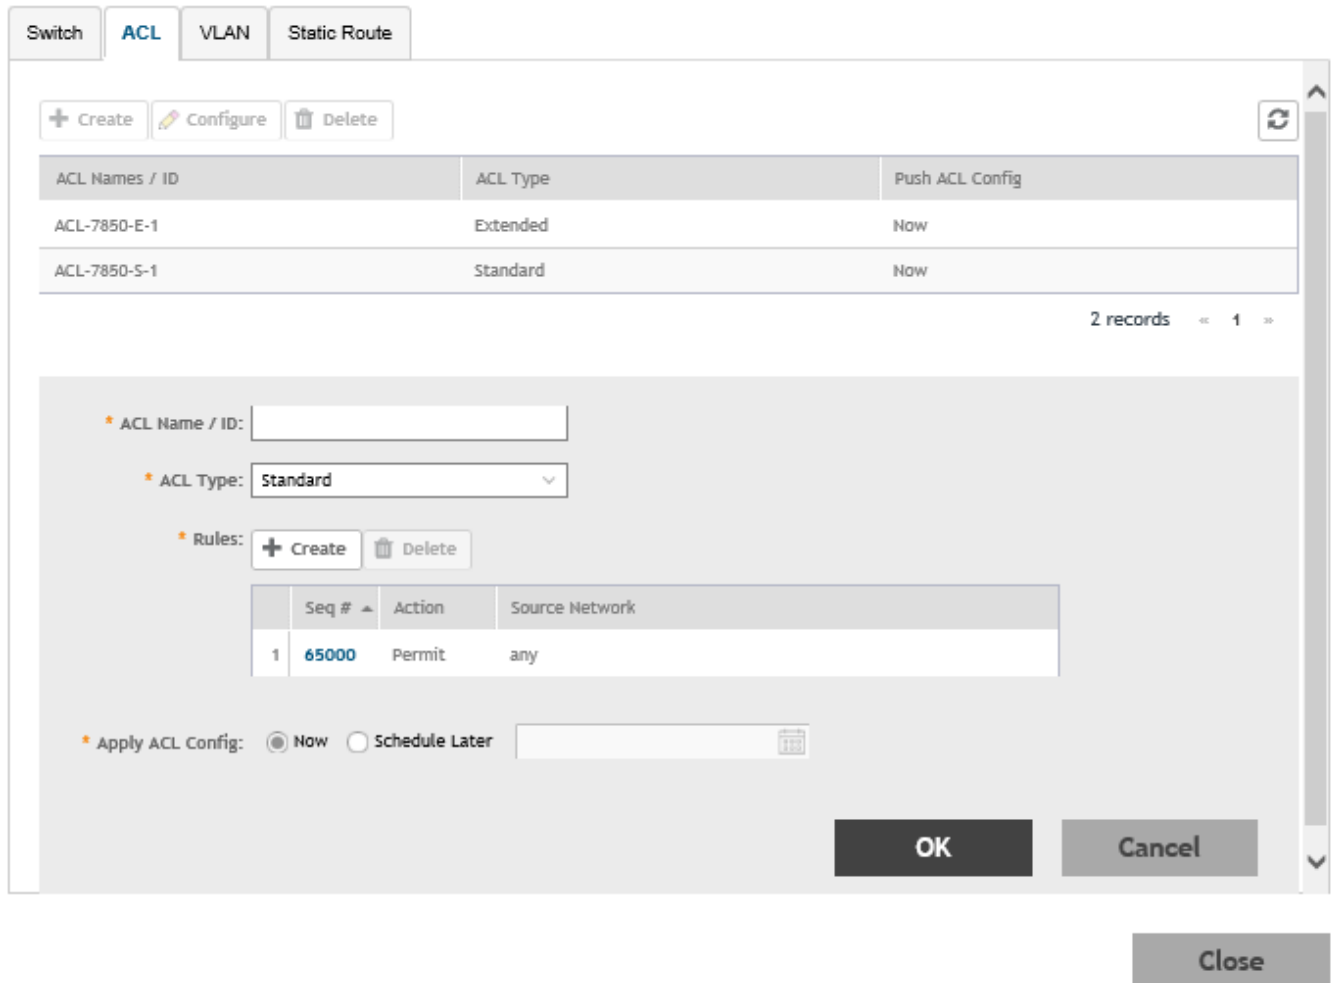 Switch ACL VLAN Static Route
+ Create Configure Delete
ACL Names / ID ACL Type Push ACL Config
ACL-7850-E-1 Extended Now
ACL-7850-S-1 Standard Now
2 records « 1 »
* ACL Name / ID:
* ACL Type: Standard
* Rules: + Create Delete
Seq # Action Source Network
1 65000 Permit any
* Apply ACL Config: Now Schedule Later
OK Cancel
Close